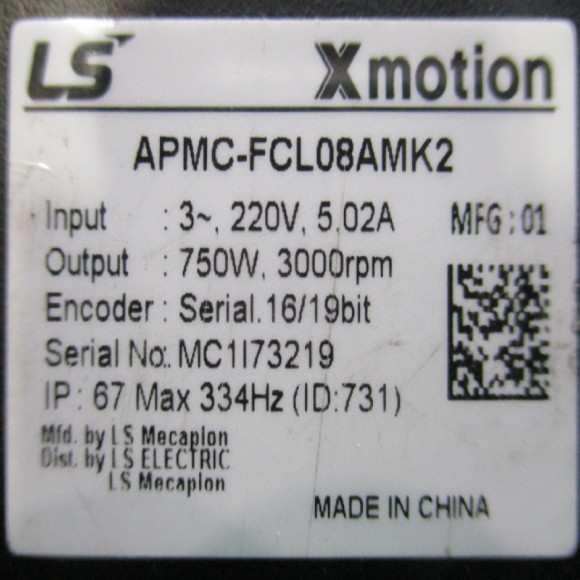 LS Xmotion
APMC-FCL08AMK2
Input : 3~, 220V, 5.02A MFG : 01
Output : 750W, 3000rpm
Encoder : Serial.16/19bit
Serial No.: MC1I73219
IP : 67 Max 334Hz (ID:731)
Mfd. by LS Mecapion
Dist. by LS ELECTRIC
LS Mecapion
MADE IN CHINA